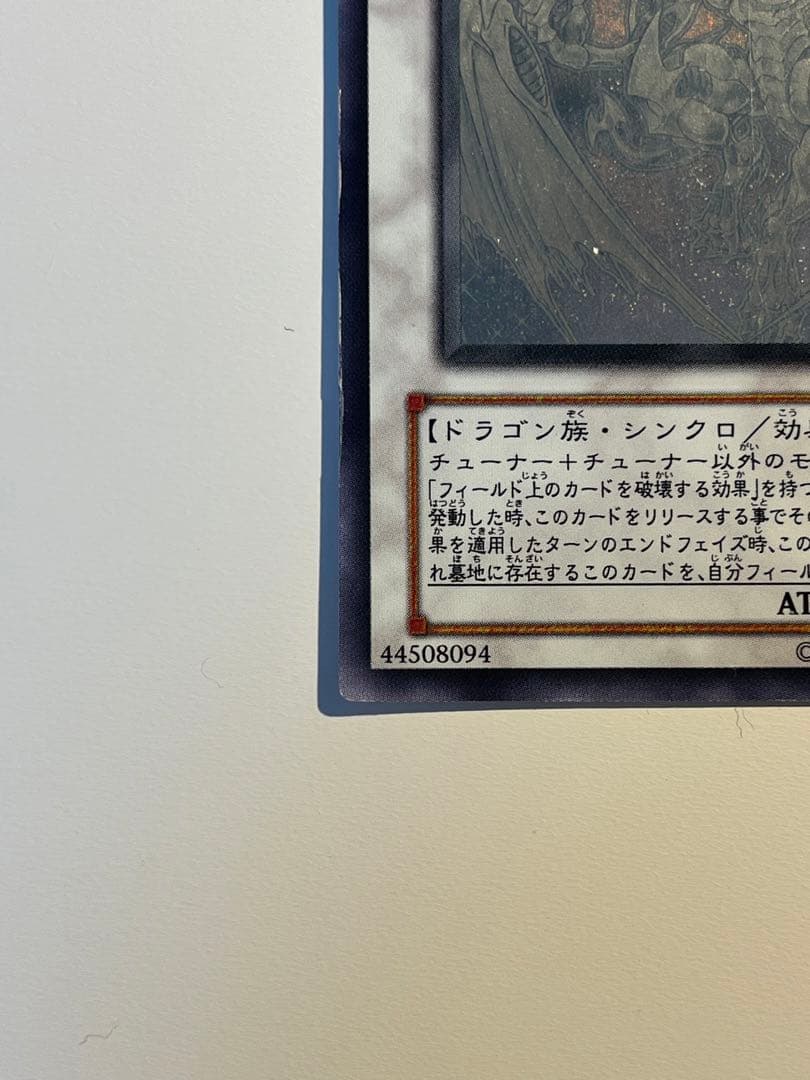 【ドラゴン族・シンクロ／効果
チューナー＋チューナー以外のモ
「フィールド上のカードを破壊する効果」を持つ
発動した時、このカードをリリースする事でその
果を適用したターンのエンドフェイズ時、この
れ墓地に存在するこのカードを、自分フィール
AT
44508094 ©